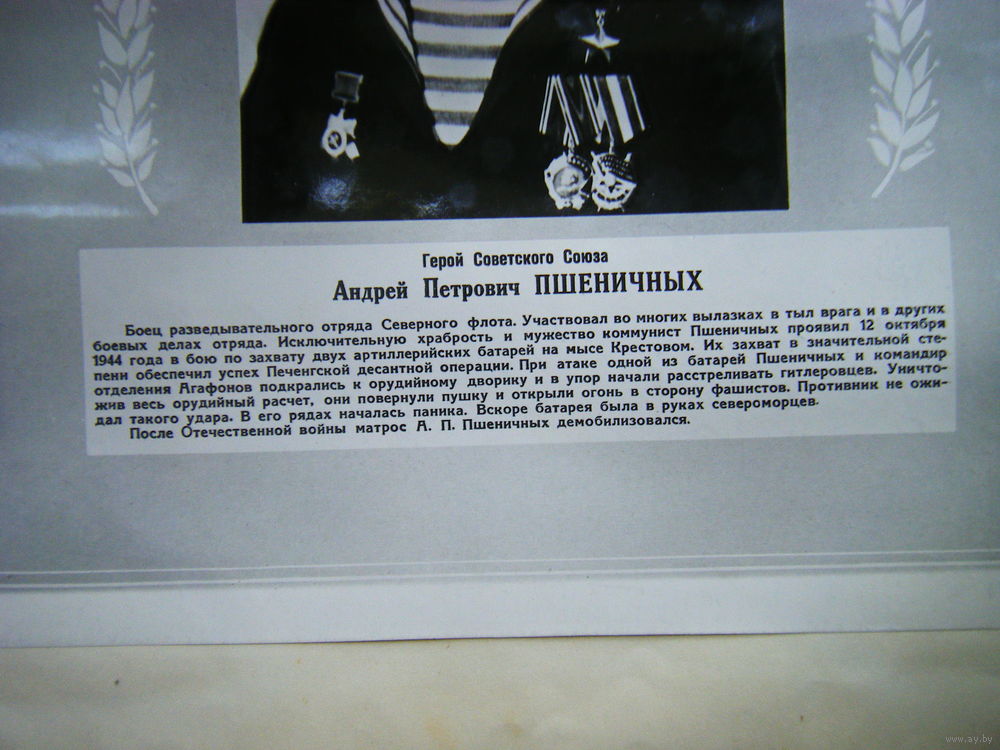 Герой Советского Союза
Андрей Петрович ПШЕНИЧНЫХ
Боец разведывательного отряда Северного флота. Участвовал во многих вылазках в тыл врага и в других
боевых делах отряда. Исключительную храбрость и мужество коммунист Пшеничных проявил 12 октября
1944 года в бою по захвату двух артиллерийских батарей на мысе Крестовом. Их захват в значительной сте-
пени обеспечил успех Печенгской десантной операции. При атаке одной из батарей Пшеничных и командир
отделения Агафонов подкрались к орудийному дворику и в упор начали расстреливать гитлеровцев. Уничто-
жив весь орудийный расчет, они повернули пушку и открыли огонь в сторону фашистов. Противник не ожи-
дал такого удара. В его рядах началась паника. Вскоре батарея была в руках североморцев.
После Отечественной войны матрос А. П. Пшеничных демобилизовался.
www.ay.by